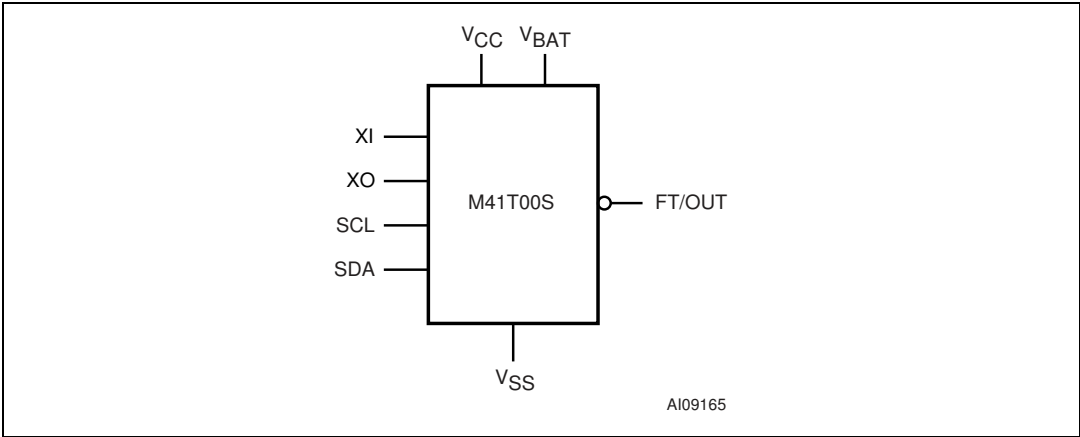 VCC VBAT
XI
XO
M41T00S
FT/OUT
SCL
SDA
VSS
AI09165